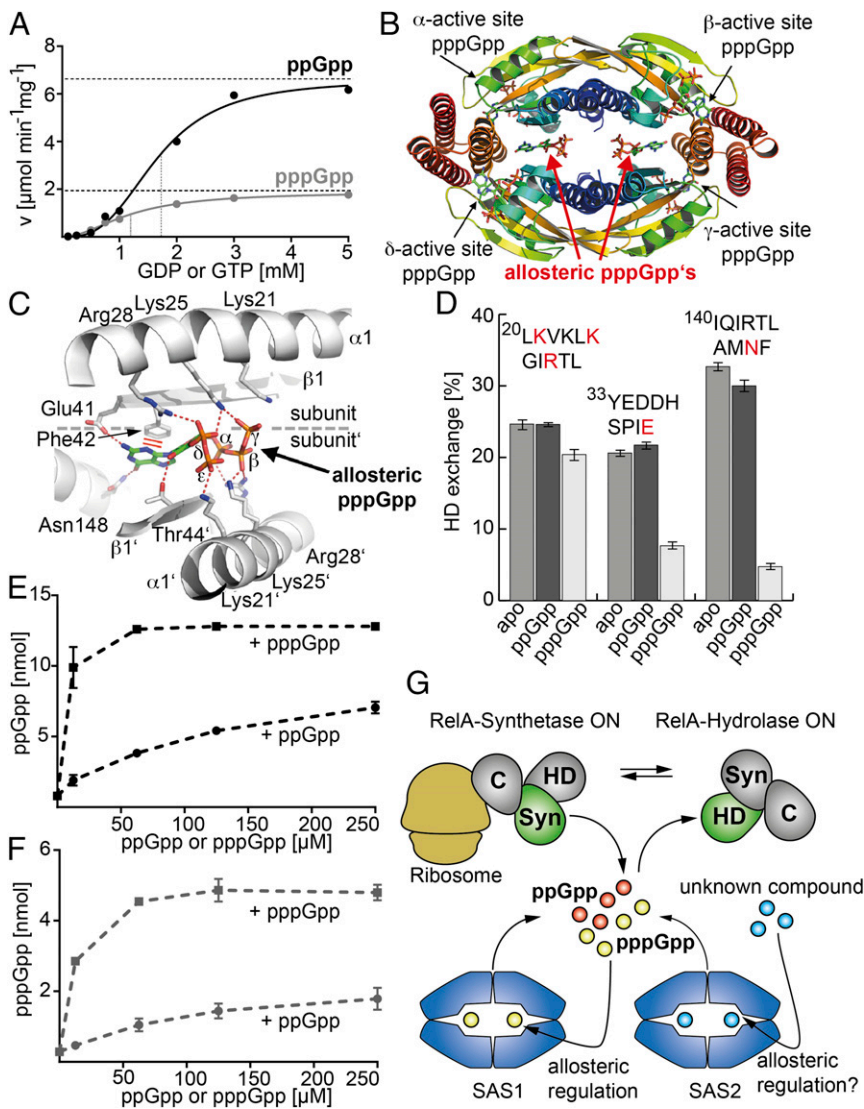 A
v [µmol min⁻¹mg⁻¹]
8
6
4
2
ppGpp
pppGpp
1 2 3 4 5
GDP or GTP [mM]
B
α-active site
pppGpp
β-active site
pppGpp
δ-active site
pppGpp
γ-active site
pppGpp
allosteric pppGpp's
C
Arg28
Lys25
Lys21
α1
β1
Glu41
Phe42
subunit
subunit'
α
β
γ
δ
ε
allosteric
pppGpp
Asn148
β1'
Thr44'
α1'
Lys21'
Lys25'
Arg28'
D
HD exchange [%]
40
30
20
10
0
²⁰LKVKLK
GIRTL
³³YEDDH
SPIE
¹⁴⁰IQIRTL
AMNF
apo
ppGpp
pppGpp
apo
ppGpp
pppGpp
apo
ppGpp
pppGpp
E
ppGpp [nmol]
15
10
5
+ pppGpp
+ ppGpp
50 100 150 200 250
ppGpp or pppGpp [µM]
F
pppGpp [nmol]
6
4
2
+ pppGpp
+ ppGpp
50 100 150 200 250
ppGpp or pppGpp [µM]
G
RelA-Synthetase ON
RelA-Hydrolase ON
C
HD
Syn
Syn
HD
C
Ribosome
ppGpp
pppGpp
unknown compound
allosteric
regulation
allosteric
regulation?
SAS1
SAS2